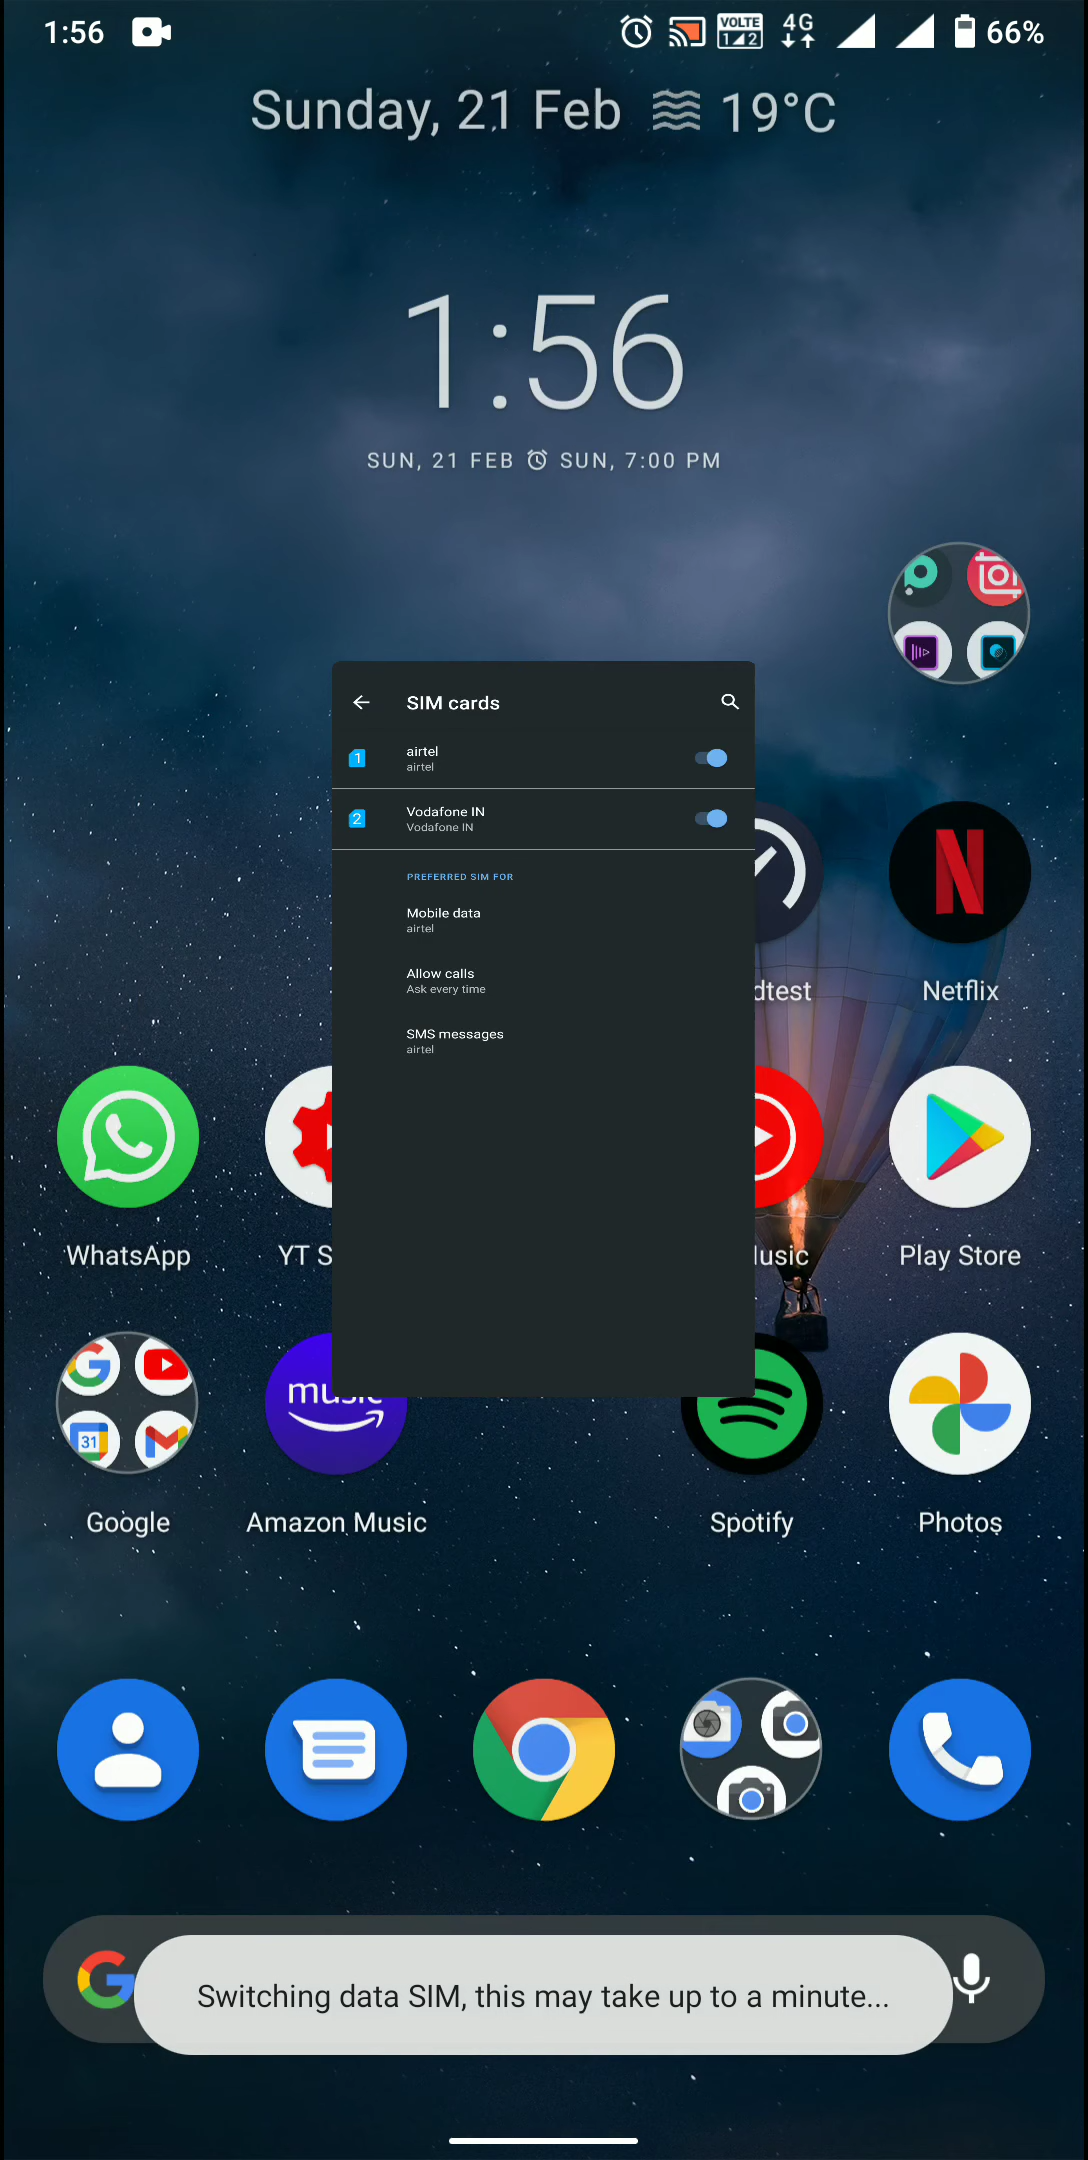 1:56
VOLTE
1 2
4G
66%
Sunday, 21 Feb 19°C
1:56
SUN, 21 FEB SUN, 7:00 PM
SIM cards
1
airtel
airtel
2
Vodafone IN
Vodafone IN
PREFERRED SIM FOR
Mobile data
airtel
Allow calls
Ask every time
SMS messages
airtel
dtest
Netflix
WhatsApp
YT S
usic
Play Store
31
music
Google
Amazon Music
Spotify
Photos
Switching data SIM, this may take up to a minute...